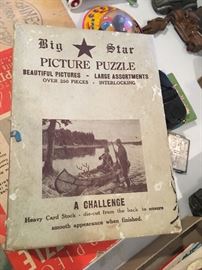 Big ★ Star
PICTURE PUZZLE
BEAUTIFUL PICTURES - LARGE ASSORTMENTS
OVER 250 PIECES - INTERLOCKING
A CHALLENGE
Heavy Card Stock - die-cut from the back to ensure
smooth appearance when finished.